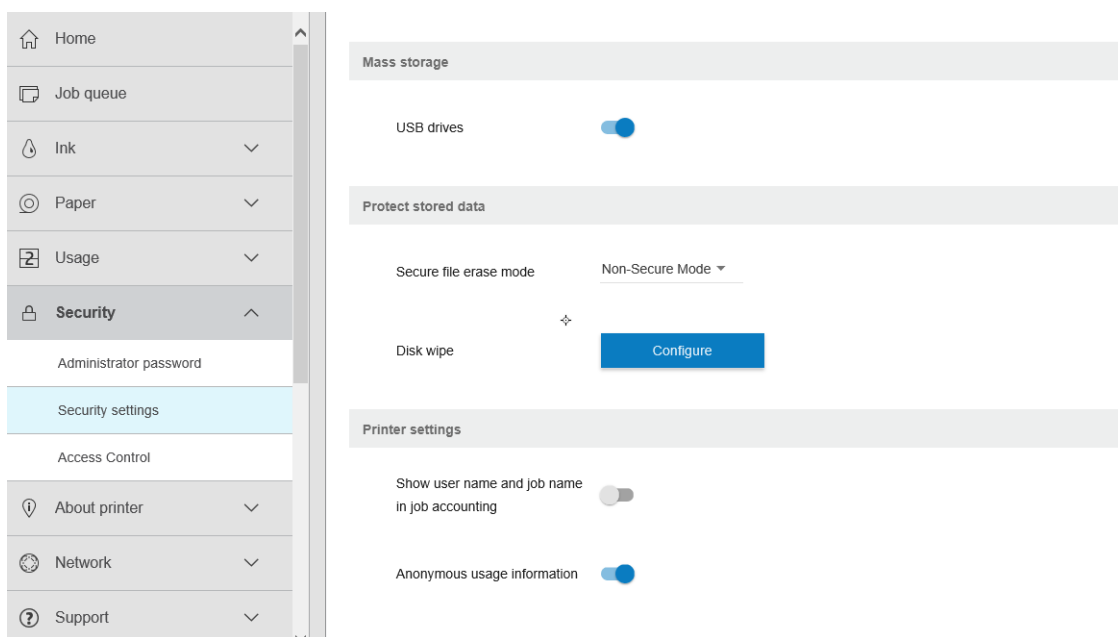 Home
Job queue
Ink
Paper
Usage
Security
Administrator password
Security settings
Access Control
About printer
Network
Support
Mass storage
USB drives
Protect stored data
Secure file erase mode
Non-Secure Mode
Disk wipe
Configure
Printer settings
Show user name and job name
in job accounting
Anonymous usage information